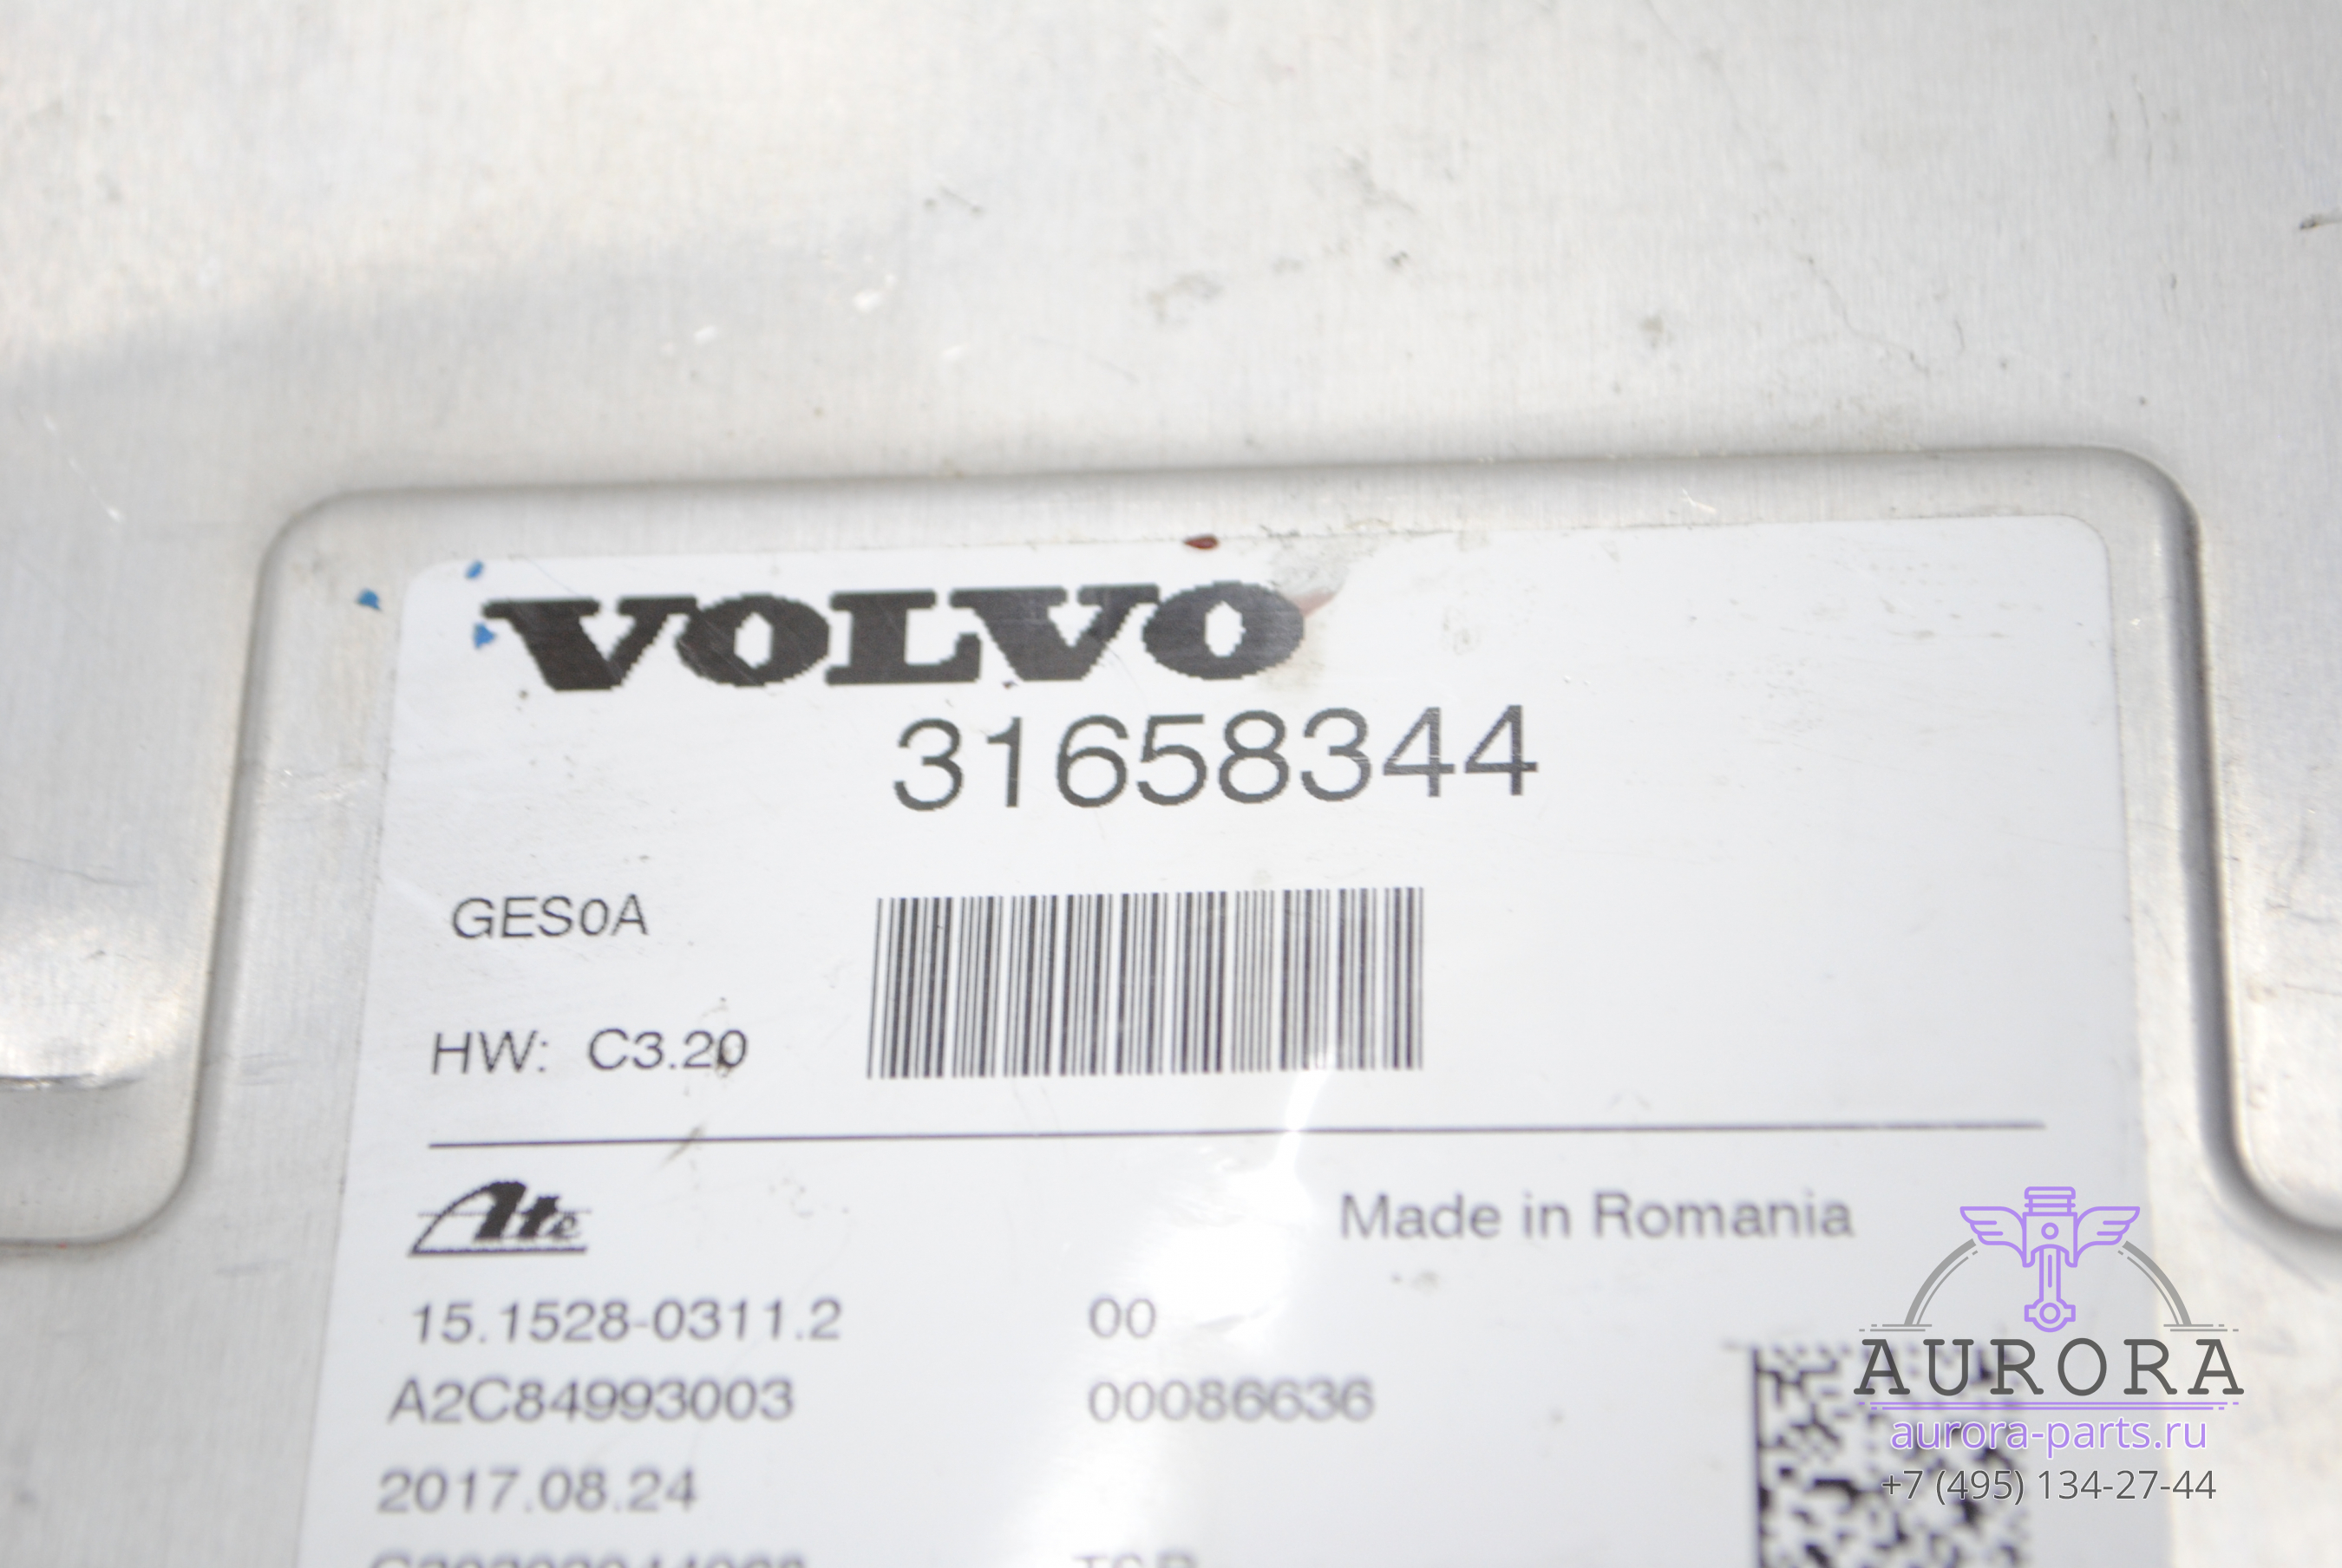 VOLVO
31658344
GES0A
HW: C3.20
Ate
Made in Romania
15.1528-0311.2 00
A2C84993003 00086636
2017.08.24
AURORA
aurora-parts.ru
+7 (495) 134-27-44